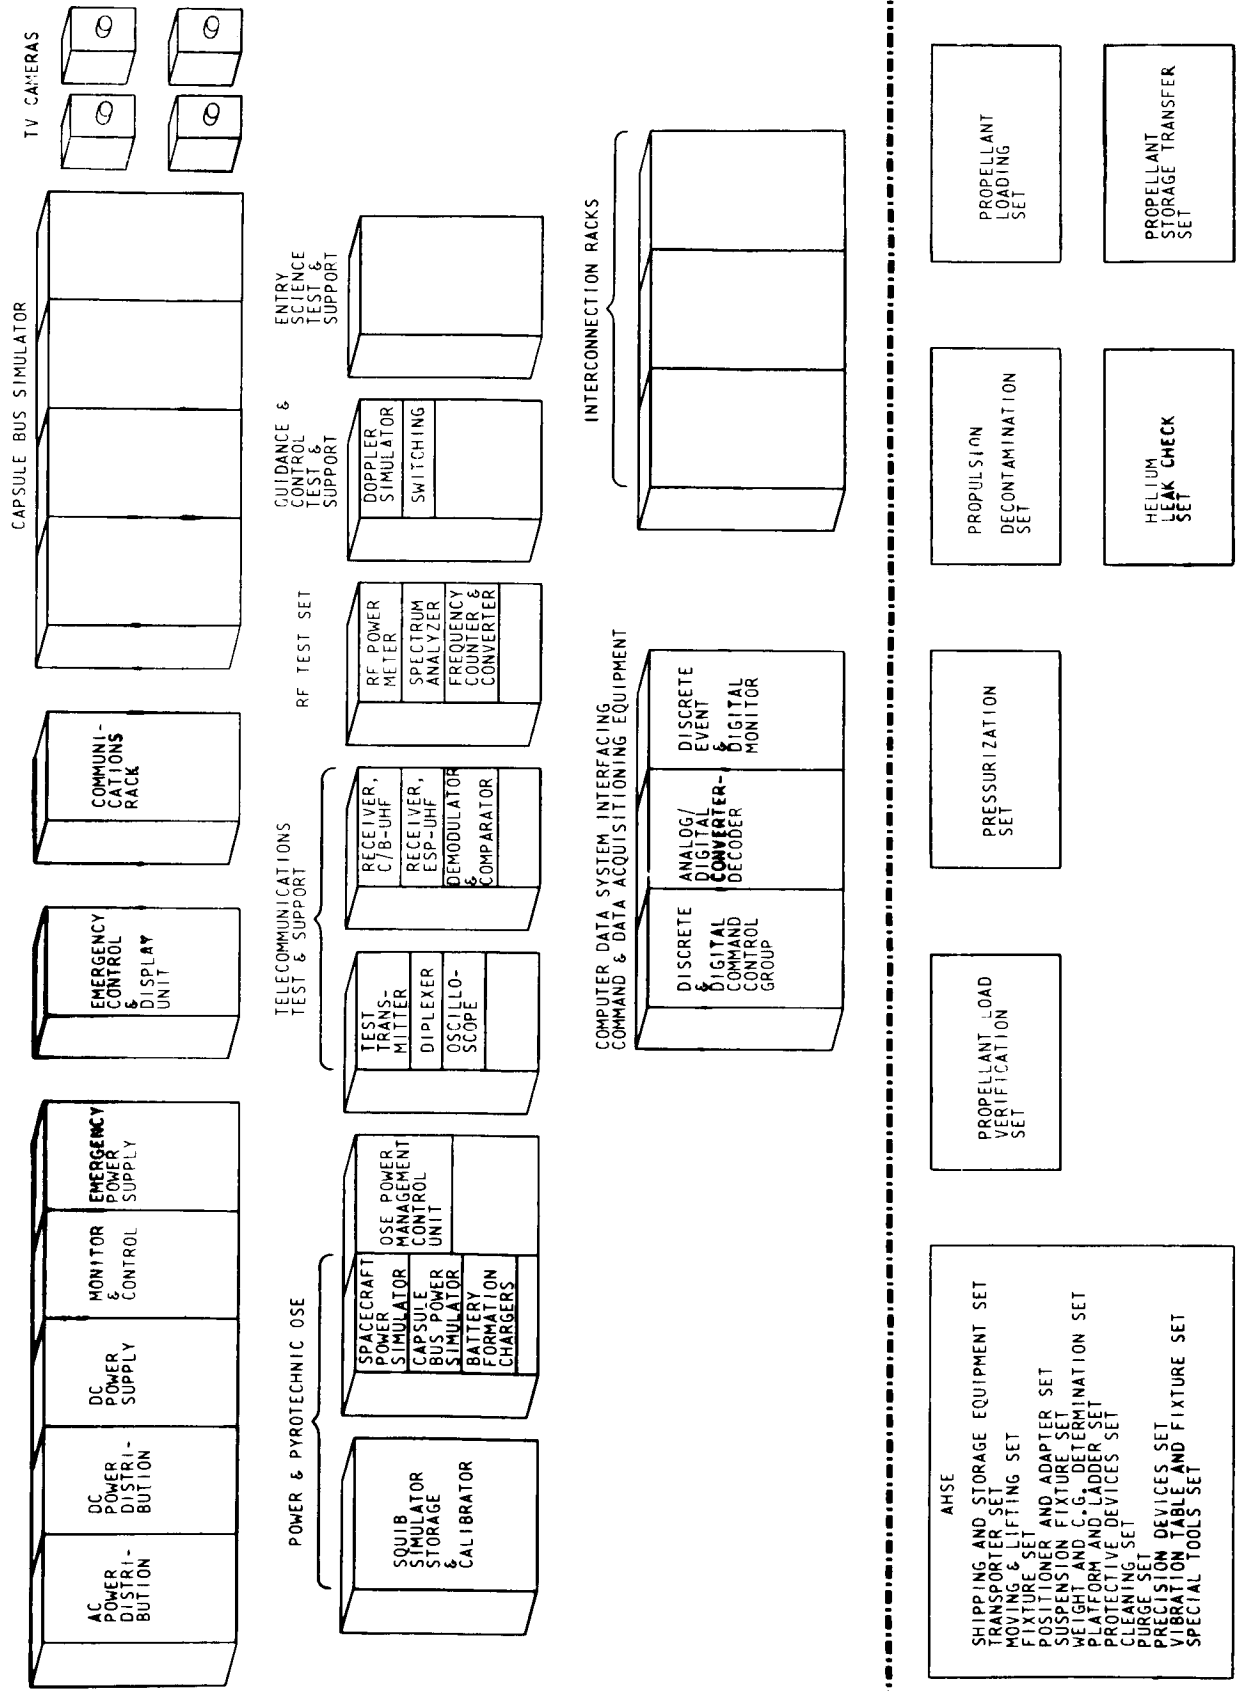 AC
POWER
DISTRI-
BUTION
DC
POWER
DISTRI-
BUTION
DC
POWER
SUPPLY
MONITOR
&
CONTROL
EMERGENCY
POWER
SUPPLY
EMERGENCY
CONTROL
&
DISPLAY
UNIT
COMMUNI-
CATIONS
RACK
CAPSULE BUS SIMULATOR
TV CAMERAS
POWER & PYROTECHNIC OSE
SQUIB
SIMULATOR
STORAGE
&
CALIBRATOR
SPACECRAFT
POWER
SIMULATOR
CAPSULE
BUS POWER
SIMULATOR
BATTERY
FORMATION
CHARGERS
OSE POWER
MANAGEMENT
CONTROL
UNIT
TELECOMMUNICATIONS
TEST & SUPPORT
TEST
TRANS-
MITTER
DIPLEXER
OSCILLO-
SCOPE
RECEIVER,
C/B-UHF
RECEIVER,
ESP-UHF
DEMODULATOR
&
COMPARATOR
RF TEST SET
RF POWER
METER
SPECTRUM
ANALYZER
FREQUENCY
COUNTER &
CONVERTER
GUIDANCE &
CONTROL
TEST &
SUPPORT
DOPPLER
SIMULATOR
SWITCHING
ENTRY
SCIENCE
TEST &
SUPPORT
COMPUTER DATA SYSTEM INTERFACING
COMMAND & DATA ACQUISITIONING EQUIPMENT
DISCRETE
&
DIGITAL
COMMAND
CONTROL
GROUP
ANALOG/
DIGITAL
CONVERTER-
DECODER
DISCRETE
EVENT
&
DIGITAL
MONITOR
INTERCONNECTION RACKS
AHSE
SHIPPING AND STORAGE EQUIPMENT SET
TRANSPORTER SET
MOVING & LIFTING SET
FIXTURE SET
POSITIONER AND ADAPTER SET
SUSPENSION FIXTURE SET
WEIGHT AND C.G. DETERMINATION SET
PLATFORM AND LADDER SET
PROTECTIVE DEVICES SET
CLEANING SET
PURGE SET
PRECISION DEVICES SET
VIBRATION TABLE AND FIXTURE SET
SPECIAL TOOLS SET
PROPELLANT LOAD
VERIFICATION
SET
PRESSURIZATION
SET
PROPULSION
DECONTAMINATION
SET
PROPELLANT
LOADING
SET
HELIUM
LEAK CHECK
SET
PROPELLANT
STORAGE TRANSFER
SET